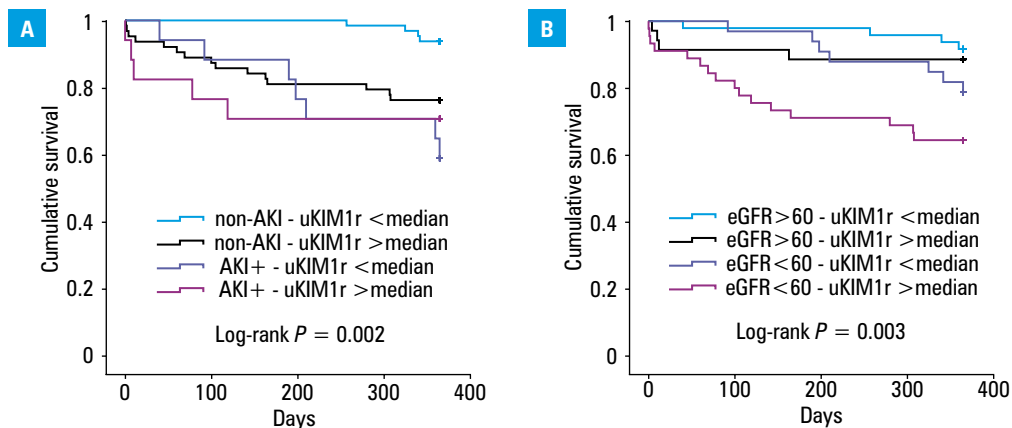 A
Cumulative survival
1
0.8
0.6
0.4
0.2
0
non-AKI - uKIM1r <median
non-AKI - uKIM1r >median
AKI+ - uKIM1r <median
AKI+ - uKIM1r >median
Log-rank P = 0.002
0 100 200 300 400
Days
B
Cumulative survival
1
0.8
0.6
0.4
0.2
0
eGFR>60 - uKIM1r <median
eGFR>60 - uKIM1r >median
eGFR<60 - uKIM1r <median
eGFR<60 - uKIM1r >median
Log-rank P = 0.003
0 100 200 300 400
Days